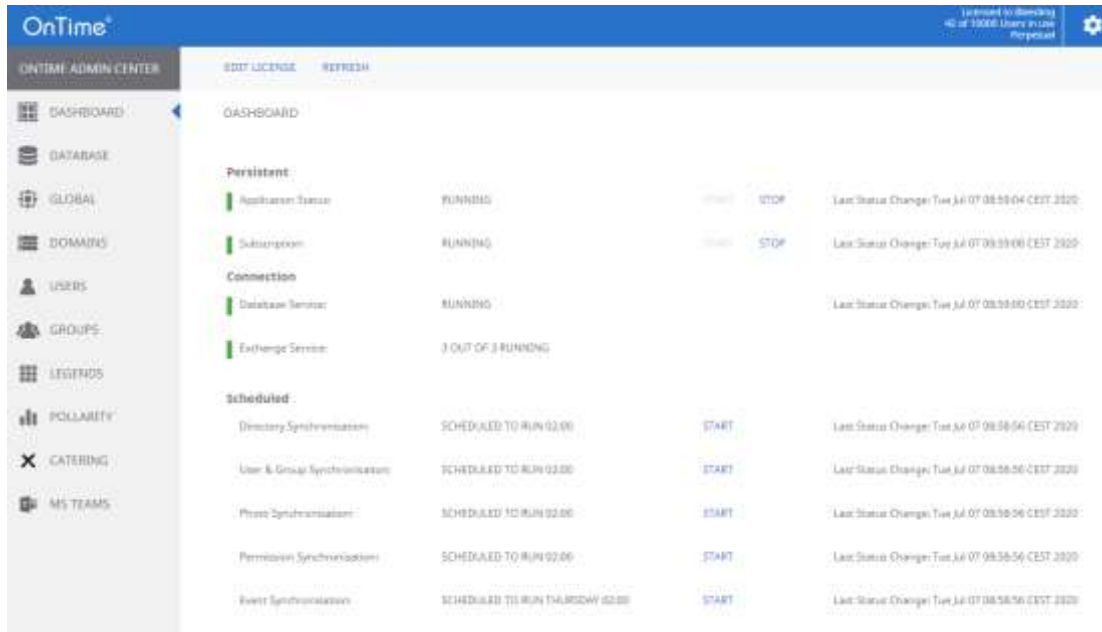 OnTime®
Licensed to
42 of 10000 Users in use
Perpetual
ONTIME ADMIN CENTER
EDIT LICENSE REFRESH
DASHBOARD
DATABASE
GLOBAL
DOMAINS
USERS
GROUPS
LEGENDS
POLLARITY
CATERING
MS TEAMS
DASHBOARD
Persistent
Application Status: RUNNING START STOP Last Status Change: Tue Jul 07 08:59:04 CEST 2020
Subscription: RUNNING START STOP Last Status Change: Tue Jul 07 CEST 2020
Connection
Database Service: RUNNING Last Status Change: Tue Jul 07 CEST 2020
Exchange Service: 3 OUT OF 3 RUNNING
Scheduled
Directory Synchronisation: SCHEDULED TO RUN 02:00 START Last Status Change: Tue Jul 07 08:58:56 CEST 2020
User & Group Synchronisation: SCHEDULED TO RUN 02:00 START Last Status Change: Tue Jul 07 08:58:56 CEST 2020
Photo Synchronisation: SCHEDULED TO RUN 02:00 START Last Status Change: Tue Jul 07 08:58:56 CEST 2020
Permission Synchronisation: SCHEDULED TO RUN 02:00 START Last Status Change: Tue Jul 07 08:58:56 CEST 2020
Event Synchronisation: SCHEDULED TO RUN THURSDAY 02:00 START Last Status Change: Tue Jul 07 08:58:56 CEST 2020